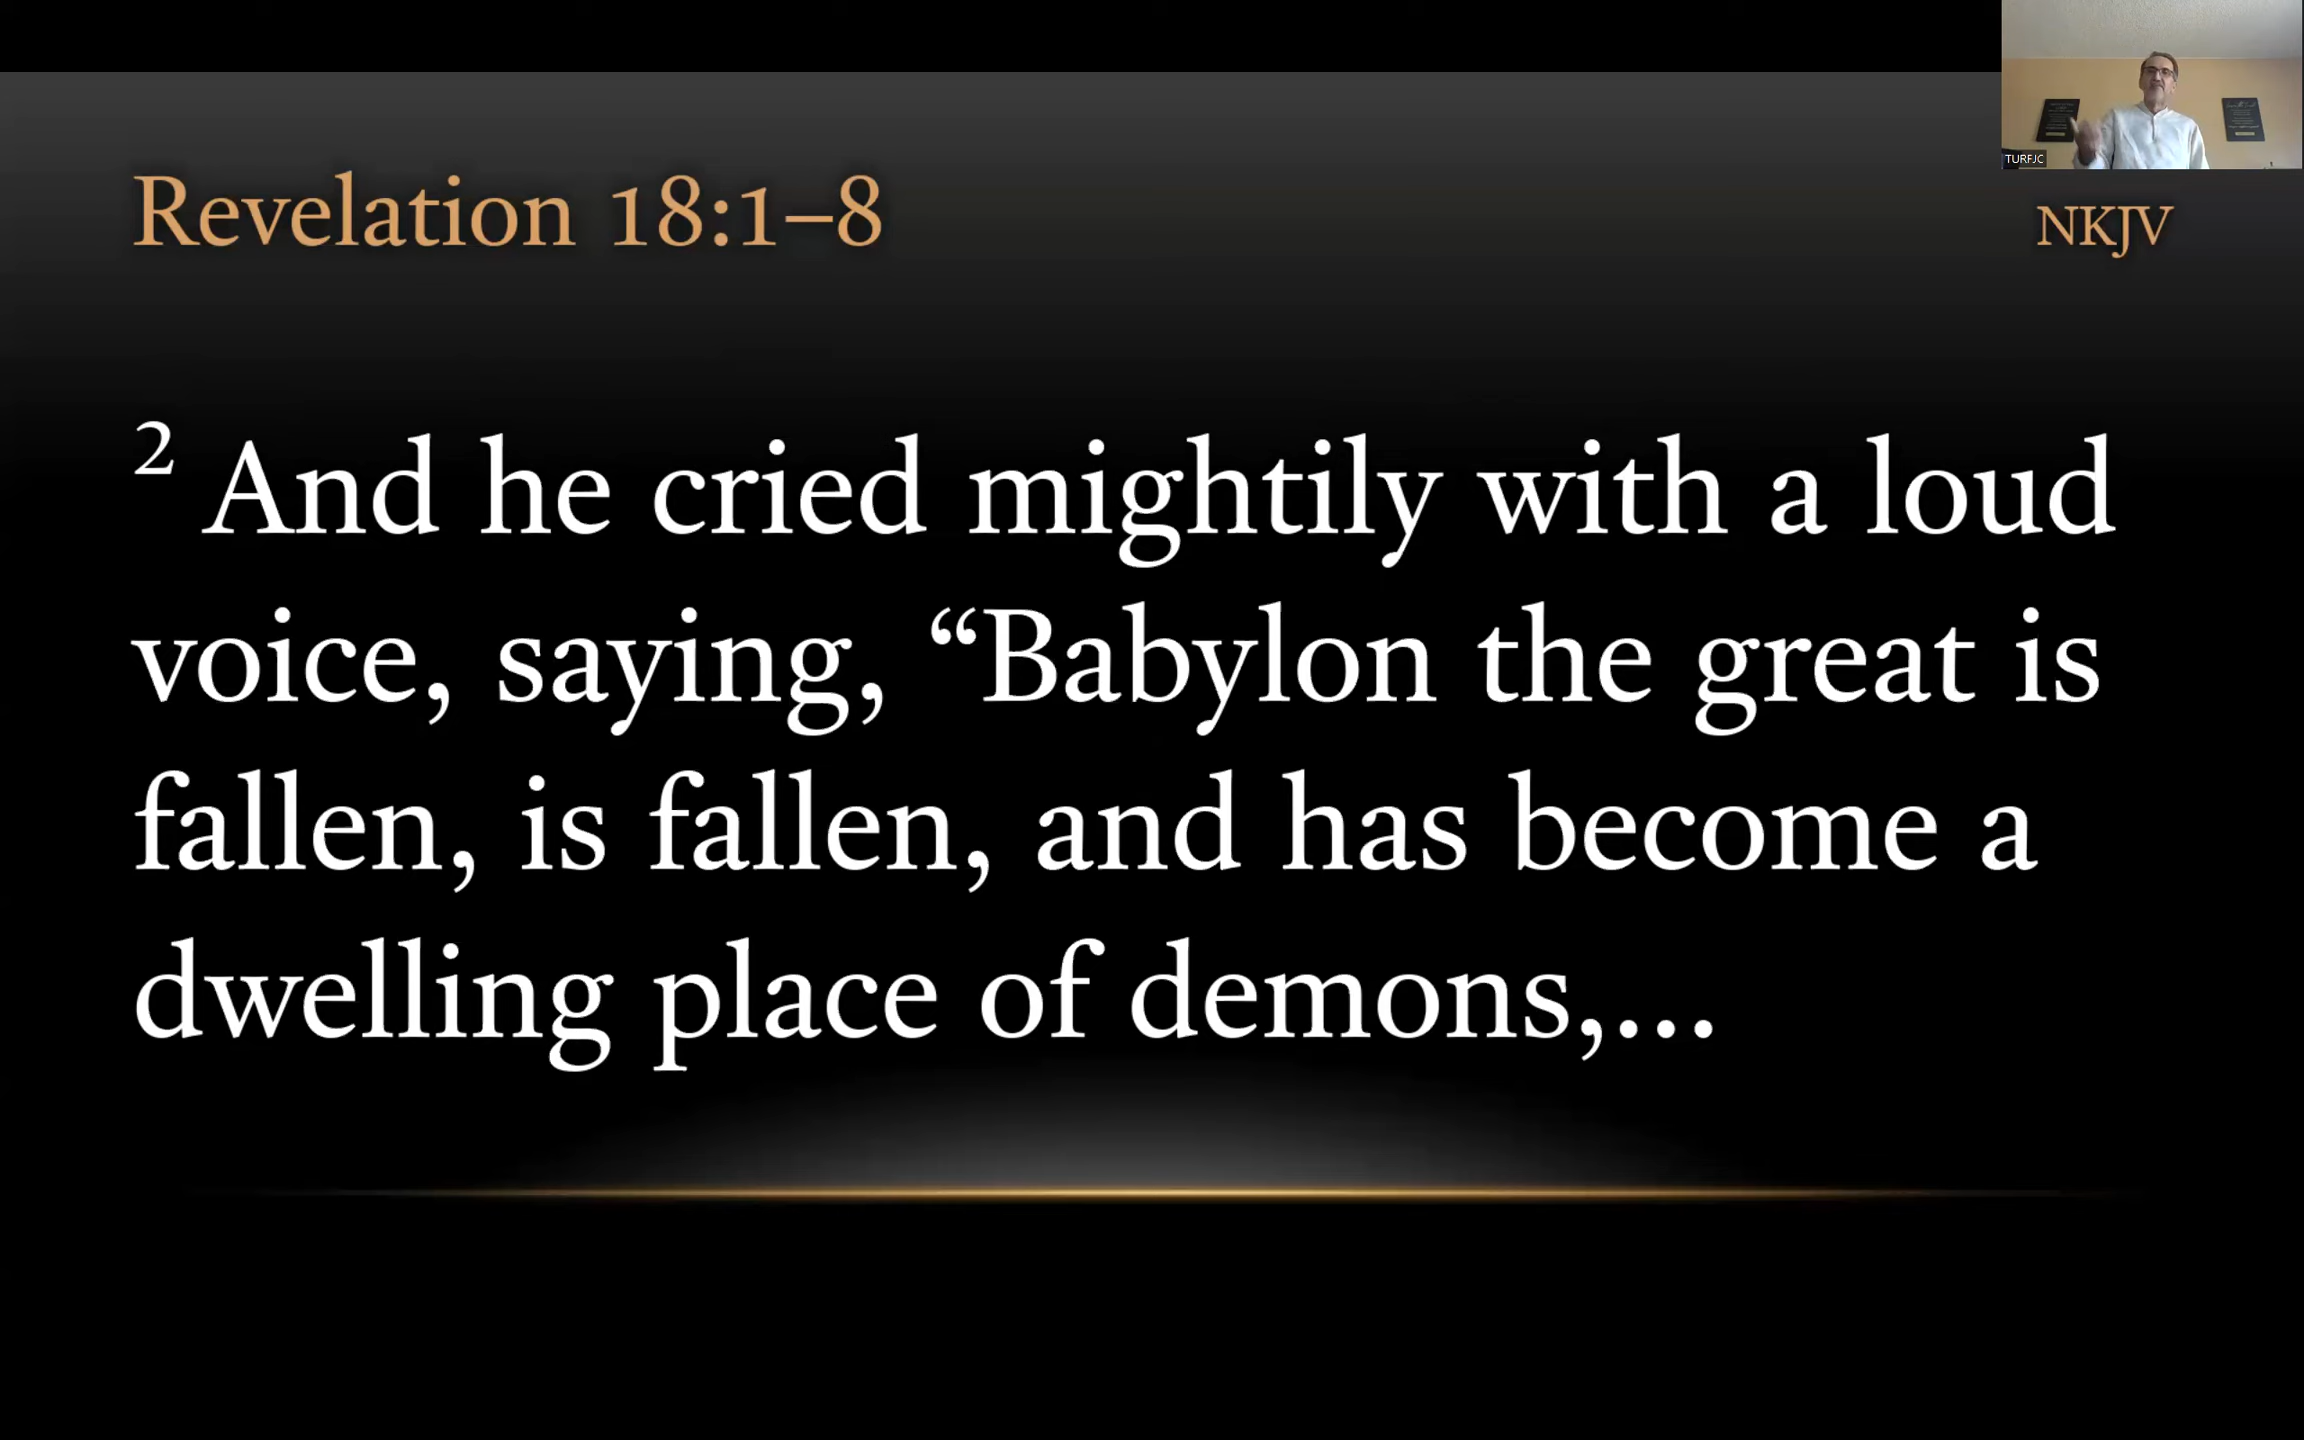 TURFJC
Revelation 18:1–8
NKJV
2 And he cried mightily with a loud
voice, saying, “Babylon the great is
fallen, is fallen, and has become a
dwelling place of demons,...